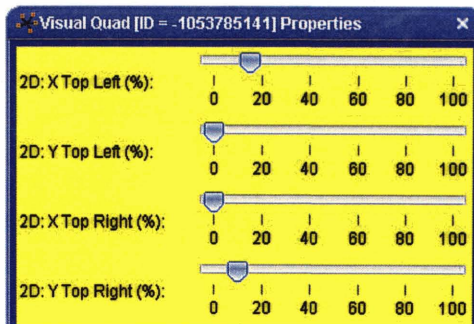 Visual Quad [ID = -1053785141] Properties
2D: X Top Left (%):
0 20 40 60 80 100
2D: Y Top Left (%):
0 20 40 60 80 100
2D: X Top Right (%):
0 20 40 60 80 100
2D: Y Top Right (%):
0 20 40 60 80 100